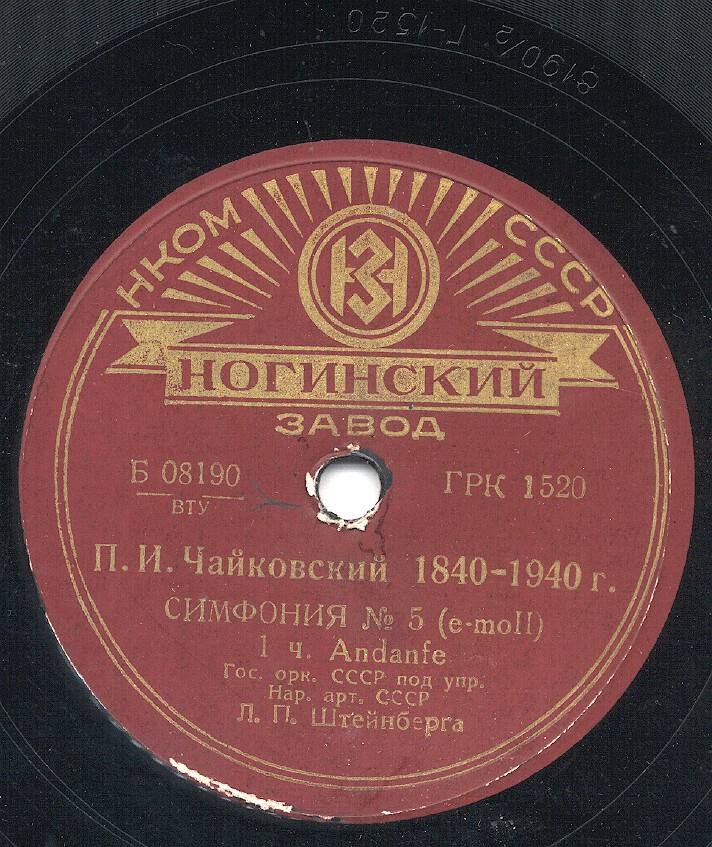 8190/2 Г-1520
НКОМ СССР
НЗ
НОГИНСКИЙ
ЗАВОД
Б 08190
ВТУ
ГРК 1520
П. И. Чайковский 1840-1940 г.
СИМФОНИЯ № 5 (e-moll)
1 ч. Andanfe
Гос. орк. СССР под упр.
Нар. арт. СССР
Л. П. Штейнберга